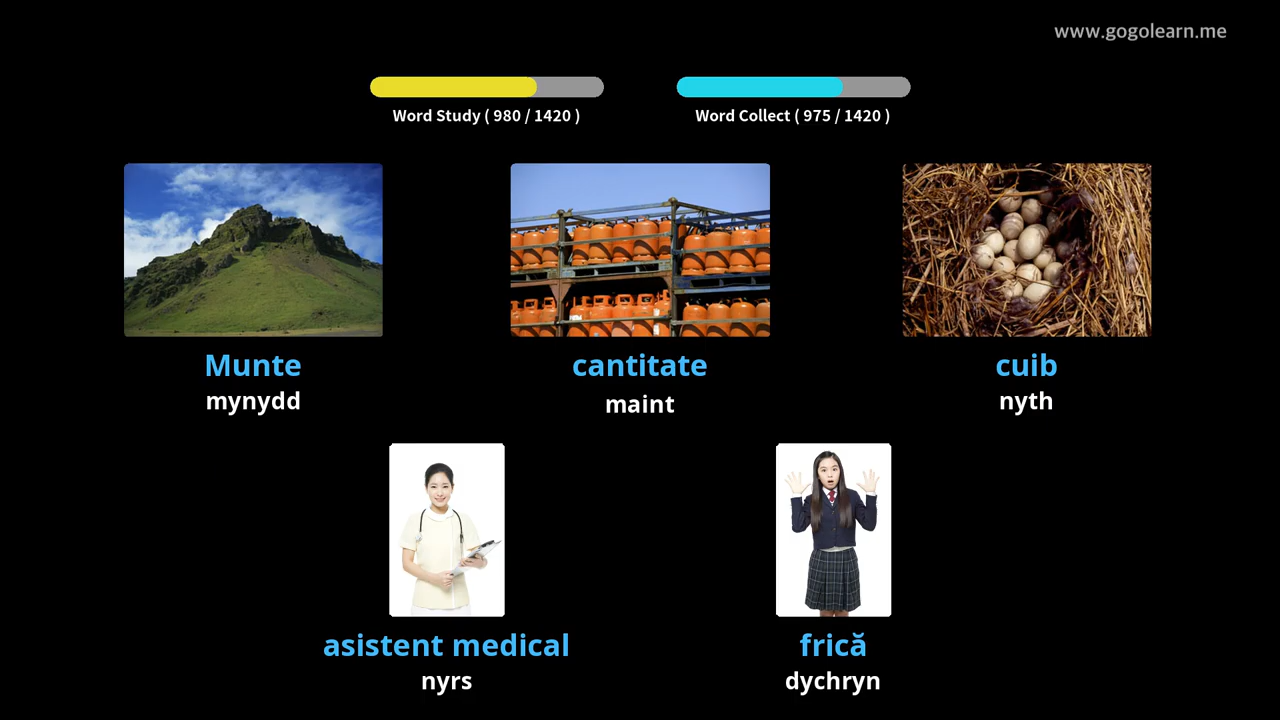 www.gogolearn.me
Word Study ( 980 / 1420 )
Word Collect ( 975 / 1420 )
Munte
mynydd
cantitate
maint
cuib
nyth
asistent medical
nyrs
frică
dychryn